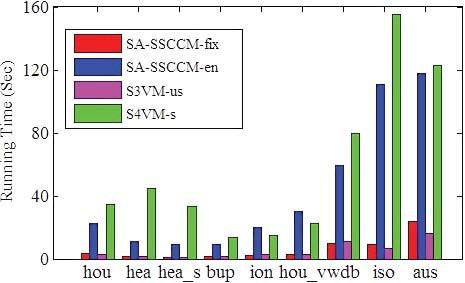 160
120
80
40
0
Running Time (Sec)
SA-SSCCM-fix
SA-SSCCM-en
S3VM-us
S4VM-s
hou hea hea_s bup ion hou_vwdb iso aus